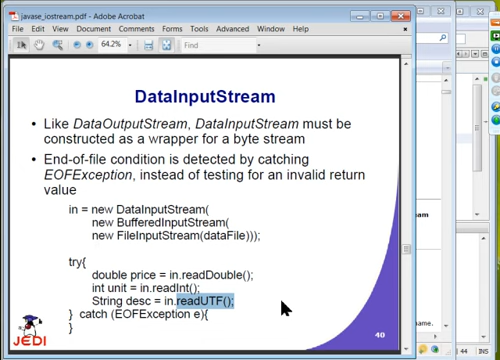 javase_iostream.pdf - Adobe Acrobat
File Edit View Document Comments Forms Tools Advanced Window Help
64.2% Find
DataInputStream
• Like DataOutputStream, DataInputStream must be
constructed as a wrapper for a byte stream
• End-of-file condition is detected by catching
EOFException, instead of testing for an invalid return
value
in = new DataInputStream(
new BufferedInputStream(
new FileInputStream(dataFile)));
try{
double price = in.readDouble();
int unit = in.readInt();
String desc = in.readUTF();
} catch (EOFException e){
}
JEDI
40
name.